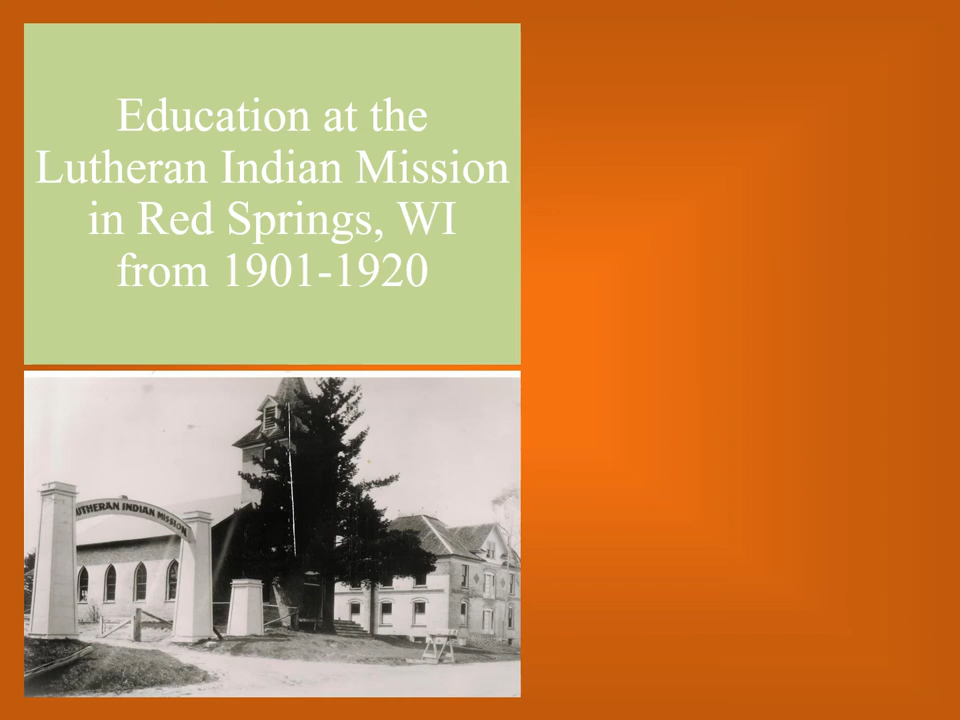 Education at the
Lutheran Indian Mission
in Red Springs, WI
from 1901-1920
LUTHERAN INDIAN MISSION